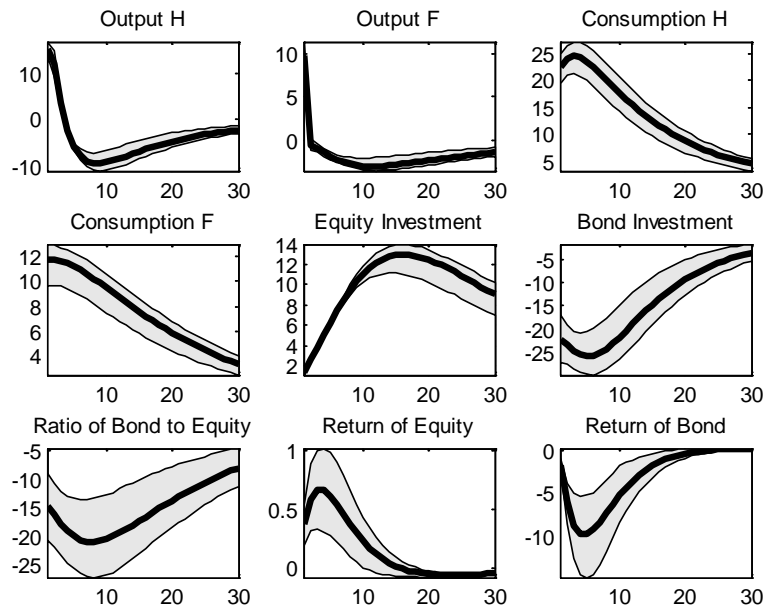 Output H
Output F
Consumption H
10
0
-10
10 20 30
10
5
0
10 20 30
25
20
15
10
5
10 20 30
Consumption F
Equity Investment
Bond Investment
12
10
8
6
4
10 20 30
14
12
10
8
6
4
2
10 20 30
-5
-10
-15
-20
-25
10 20 30
Ratio of Bond to Equity
Return of Equity
Return of Bond
-5
-10
-15
-20
-25
10 20 30
1
0.5
0
10 20 30
0
-5
-10
10 20 30